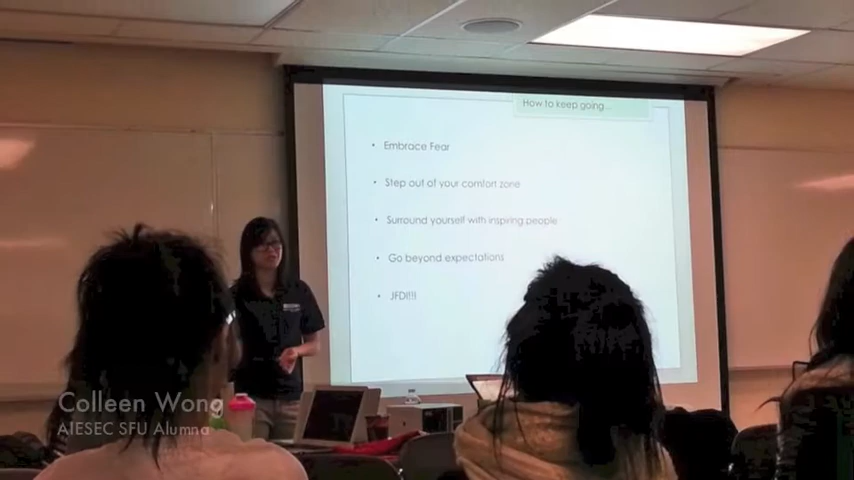 How to keep going...
• Embrace Fear
• Step out of your comfort zone
• Surround yourself with inspiring people
• Go beyond expectations
• JFDI!!!
Colleen Wong
AIESEC SFU Alumna